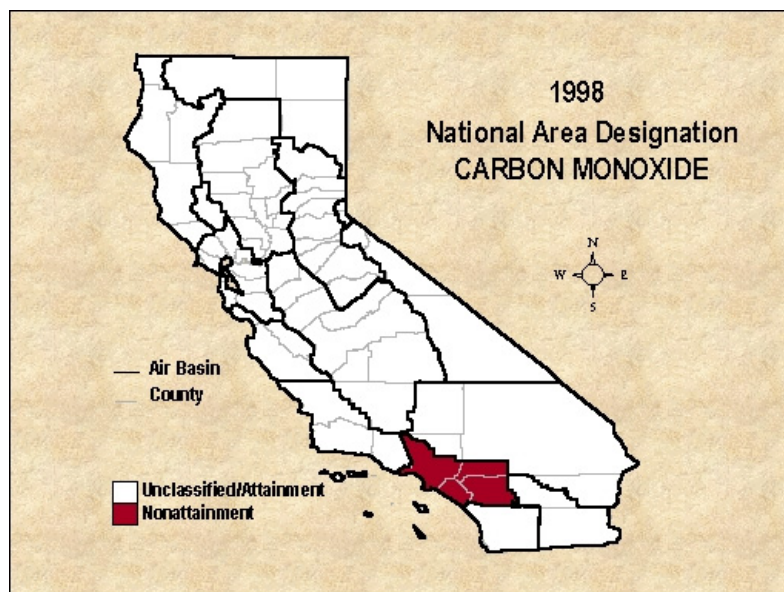 1998
National Area Designation
CARBON MONOXIDE
N
W
E
S
Air Basin
County
Unclassified/Attainment
Nonattainment